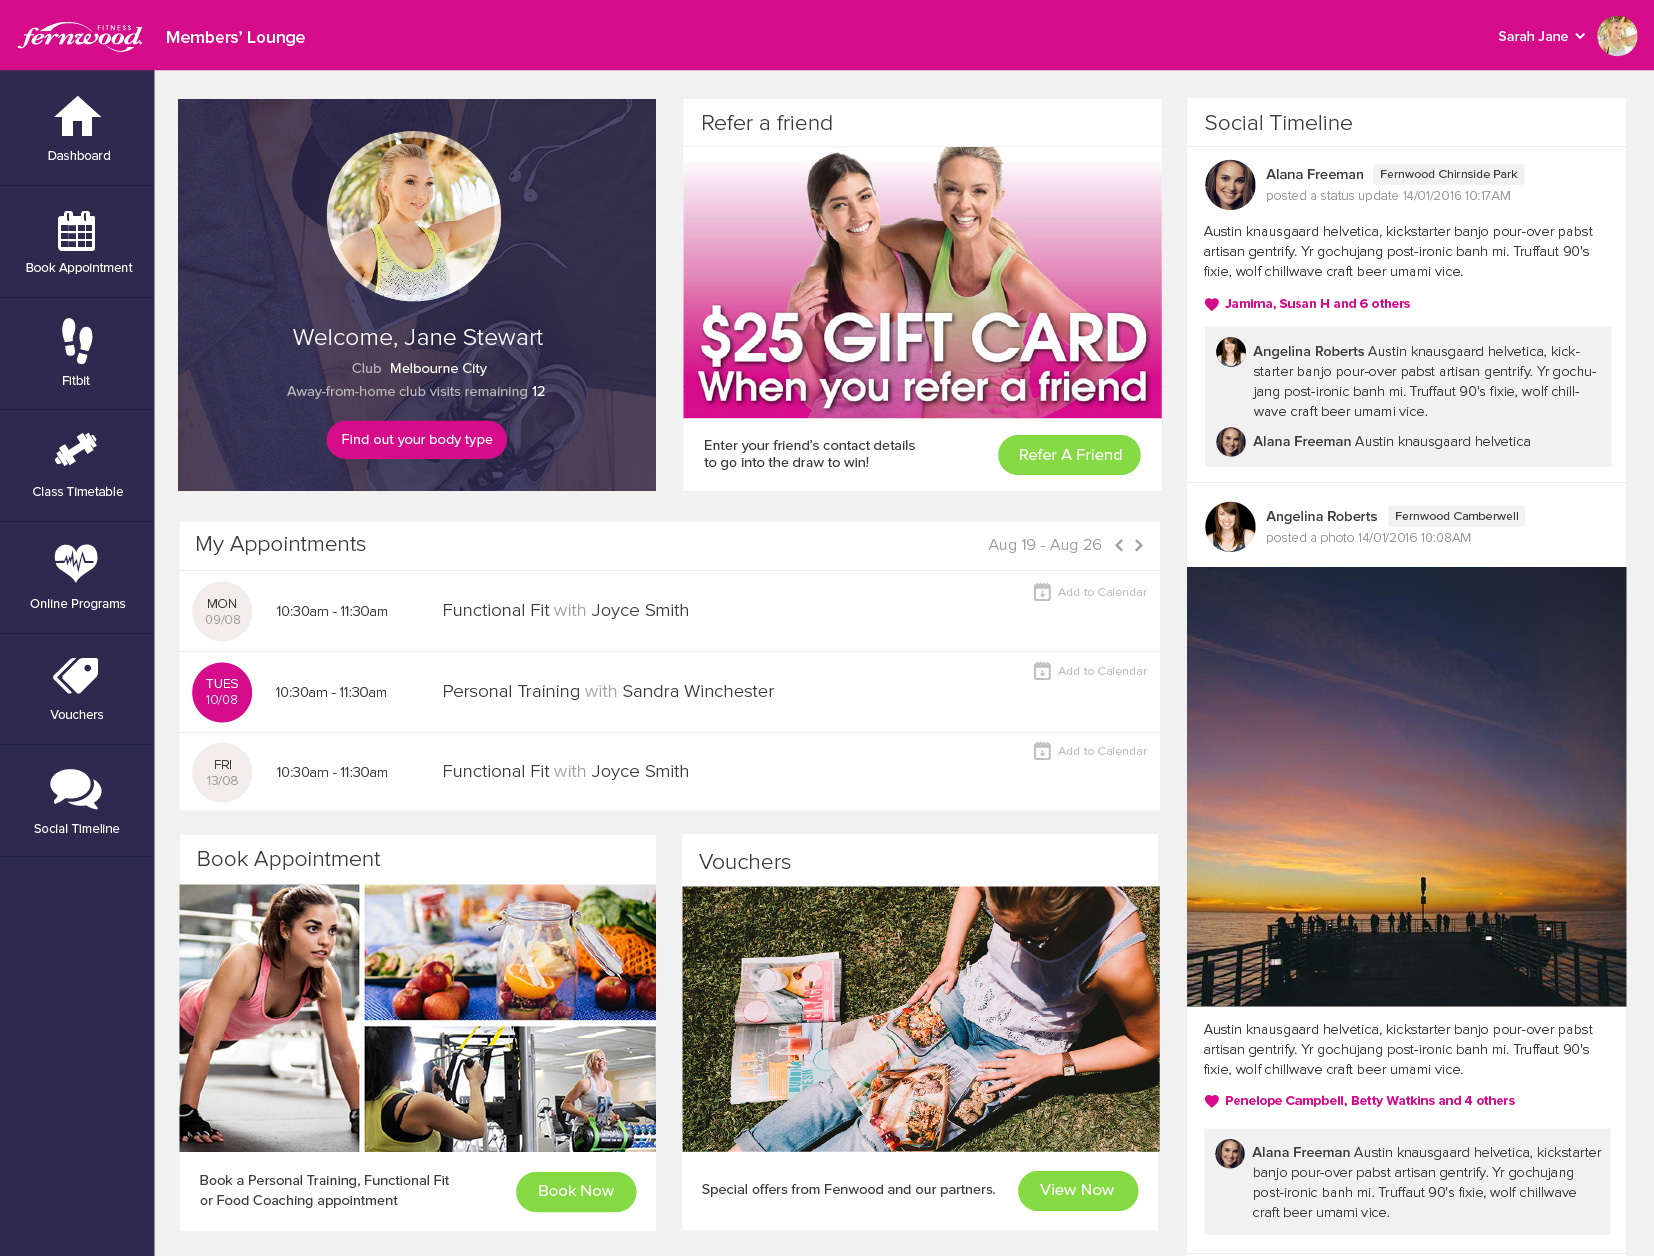 FITNESS
fernwood
Members’ Lounge
Sarah Jane
Dashboard
Book Appointment
Fitbit
Class Timetable
Online Programs
Vouchers
Social Timeline
Welcome, Jane Stewart
Club Melbourne City
Away-from-home club visits remaining 12
Find out your body type
Refer a friend
$25 GIFT CARD
When you refer a friend
Enter your friend’s contact details
to go into the draw to win!
Refer A Friend
My Appointments
Aug 19 - Aug 26
MON
09/08
10:30am - 11:30am
Functional Fit with Joyce Smith
Add to Calendar
TUES
10/08
10:30am - 11:30am
Personal Training with Sandra Winchester
Add to Calendar
FRI
13/08
10:30am - 11:30am
Functional Fit with Joyce Smith
Add to Calendar
Book Appointment
Book a Personal Training, Functional Fit
or Food Coaching appointment
Book Now
Vouchers
Special offers from Fenwood and our partners.
View Now
Social Timeline
Alana Freeman Fernwood Chirnside Park
posted a status update 14/01/2016 10:17AM
Austin knausgaard helvetica, kickstarter banjo pour-over pabst
artisan gentrify. Yr gochujang post-ironic banh mi. Truffaut 90's
fixie, wolf chillwave craft beer umami vice.
Jamima, Susan H and 6 others
Angelina Roberts Austin knausgaard helvetica, kick-
starter banjo pour-over pabst artisan gentrify. Yr gochu-
jang post-ironic banh mi. Truffaut 90's fixie, wolf chill-
wave craft beer umami vice.
Alana Freeman Austin knausgaard helvetica
Angelina Roberts Fernwood Camberwell
posted a photo 14/01/2016 10:08AM
Austin knausgaard helvetica, kickstarter banjo pour-over pabst
artisan gentrify. Yr gochujang post-ironic banh mi. Truffaut 90's
fixie, wolf chillwave craft beer umami vice.
Penelope Campbell, Betty Watkins and 4 others
Alana Freeman Austin knausgaard helvetica, kickstarter
banjo pour-over pabst artisan gentrify. Yr gochujang
post-ironic banh mi. Truffaut 90's fixie, wolf chillwave
craft beer umami vice.